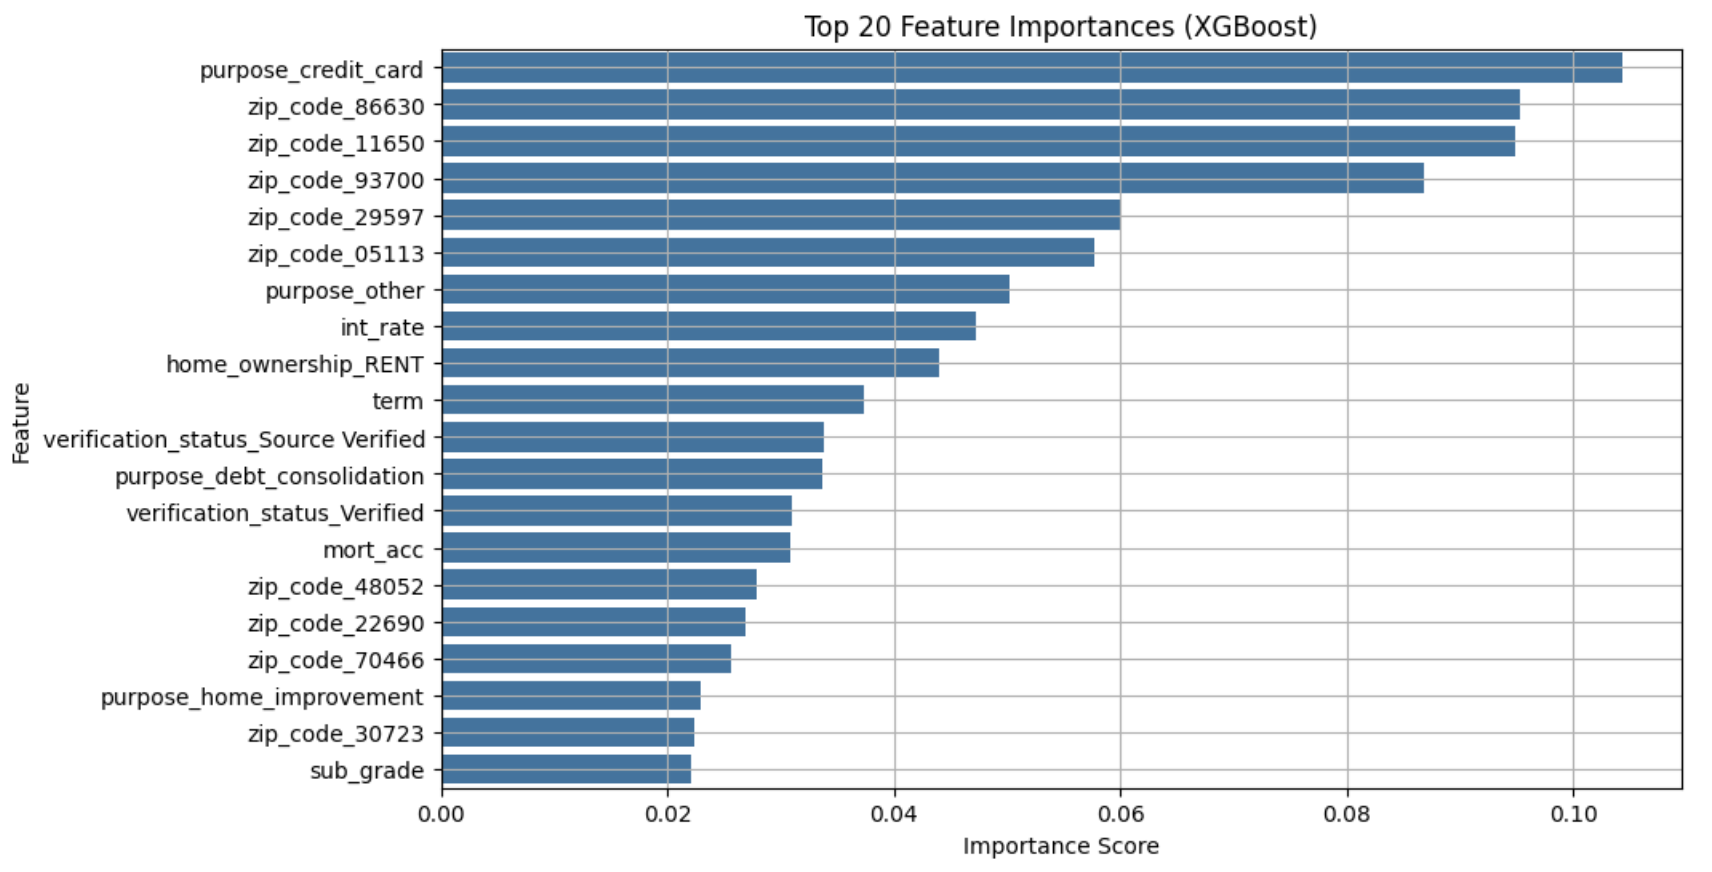 Top 20 Feature Importances (XGBoost)
Feature
purpose_credit_card
zip_code_86630
zip_code_11650
zip_code_93700
zip_code_29597
zip_code_05113
purpose_other
int_rate
home_ownership_RENT
term
verification_status_Source Verified
purpose_debt_consolidation
verification_status_Verified
mort_acc
zip_code_48052
zip_code_22690
zip_code_70466
purpose_home_improvement
zip_code_30723
sub_grade
0.00 0.02 0.04 0.06 0.08 0.10
Importance Score